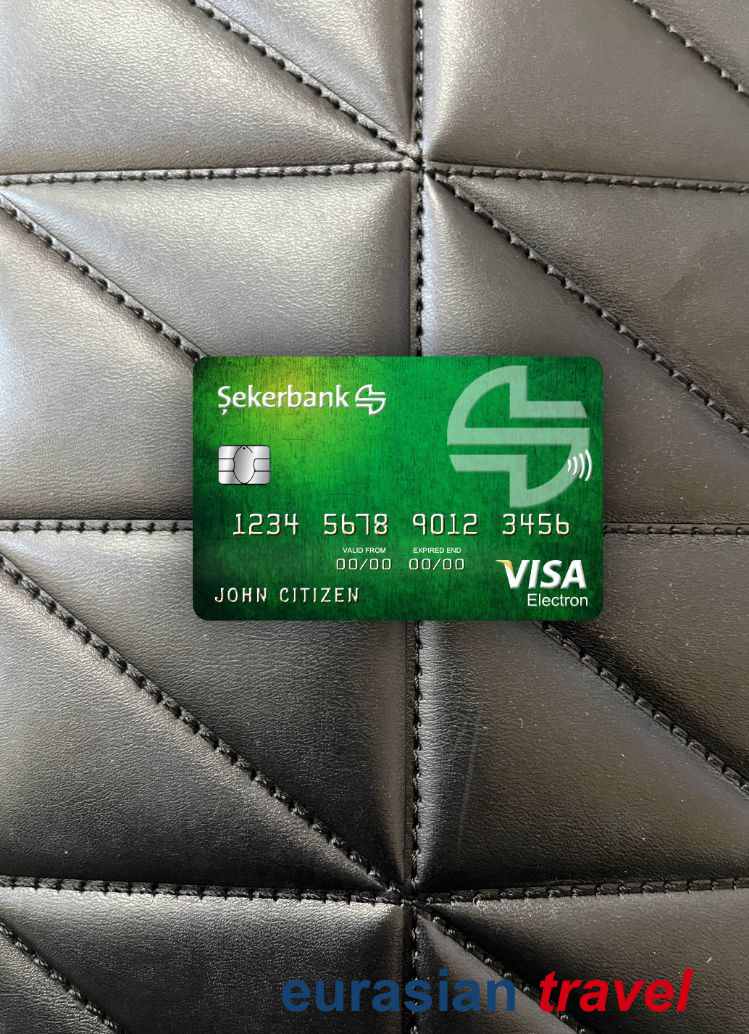 Şekerbank
1234 5678 9012 3456
VALID FROM EXPIRED END
00/00 00/00
JOHN CITIZEN
VISA
Electron
eurasian travel